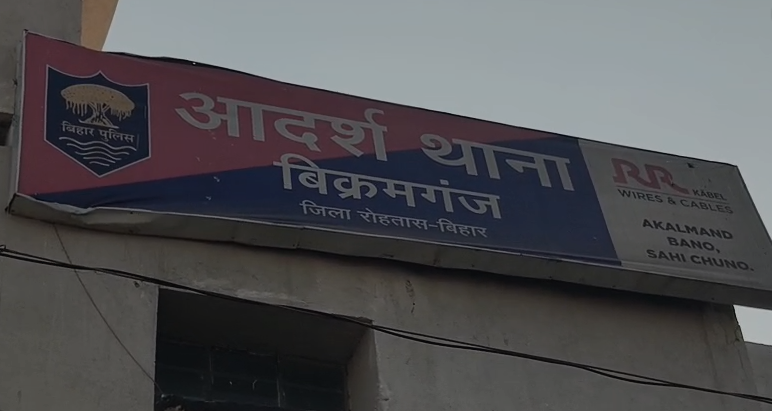 बिहार पुलिस
आदर्श थाना
बिक्रमगंज
जिला रोहतास-बिहार
RR KABEL
WIRES & CABLES
AKALMAND
BANO,
SAHI CHUNO.